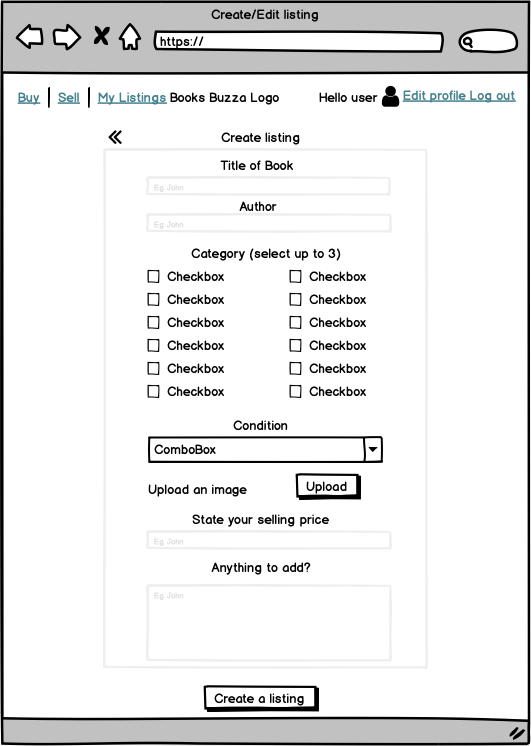 Create/Edit listing
https://
Buy Sell My Listings Books Buzza Logo Hello user Edit profile Log out
Create listing
Title of Book
Eg John
Author
Eg John
Category (select up to 3)
Checkbox Checkbox
Checkbox Checkbox
Checkbox Checkbox
Checkbox Checkbox
Checkbox Checkbox
Checkbox Checkbox
Condition
ComboBox
Upload an image Upload
State your selling price
Eg John
Anything to add?
Eg John
Create a listing